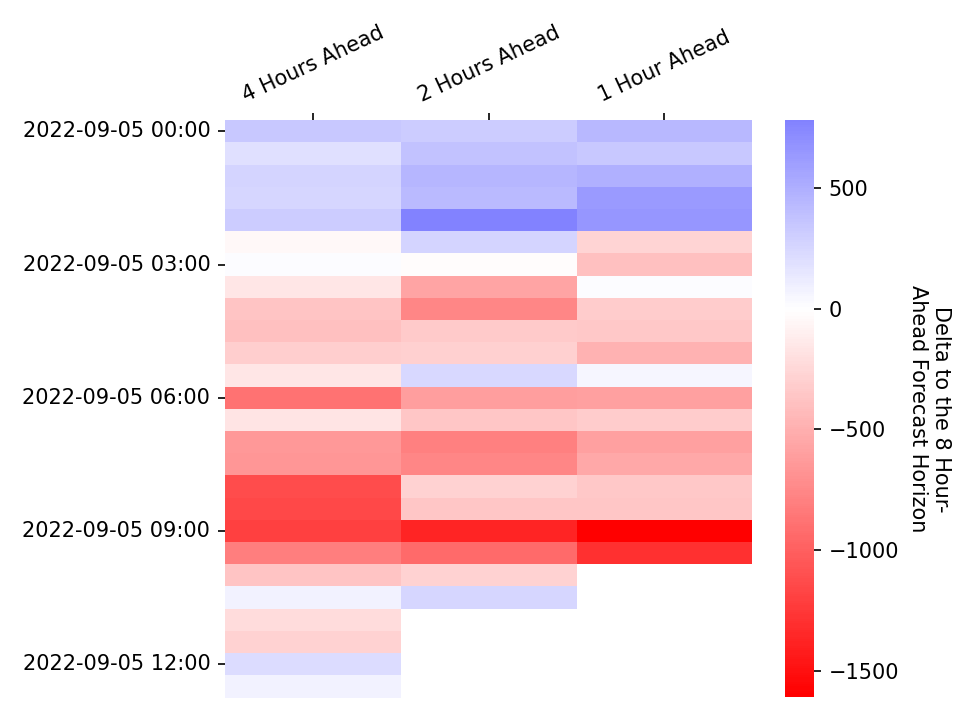 4 Hours Ahead
2 Hours Ahead
1 Hour Ahead
2022-09-05 00:00
2022-09-05 03:00
2022-09-05 06:00
2022-09-05 09:00
2022-09-05 12:00
500
0
−500
−1000
−1500
Delta to the 8 Hour-
Ahead Forecast Horizon